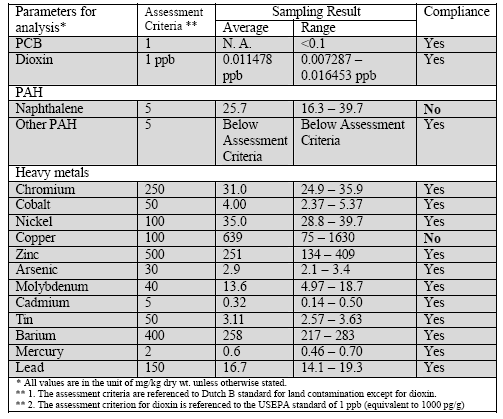 Parameters for analysis* Assessment Criteria ** Sampling Result Compliance
Average Range
PCB 1 N. A. <0.1 Yes
Dioxin 1 ppb 0.011478 ppb 0.007287 – 0.016453 ppb Yes
PAH
Naphthalene 5 25.7 16.3 – 39.7 No
Other PAH 5 Below Assessment Criteria Below Assessment Criteria Yes
Heavy metals
Chromium 250 31.0 24.9 – 35.9 Yes
Cobalt 50 4.00 2.37 – 5.37 Yes
Nickel 100 35.0 28.8 – 39.7 Yes
Copper 100 639 75 – 1630 No
Zinc 500 251 134 – 409 Yes
Arsenic 30 2.9 2.1 – 3.4 Yes
Molybdenum 40 13.6 4.97 – 18.7 Yes
Cadmium 5 0.32 0.14 – 0.50 Yes
Tin 50 3.11 2.57 – 3.63 Yes
Barium 400 258 217 – 283 Yes
Mercury 2 0.6 0.46 – 0.70 Yes
Lead 150 16.7 14.1 – 19.3 Yes
* All values are in the unit of mg/kg dry wt. unless otherwise stated.
** 1. The assessment criteria are referenced to Dutch B standard for land contamination except for dioxin.
** 2. The assessment criterion for dioxin is referenced to the USEPA standard of 1 ppb (equivalent to 1000 pg/g)